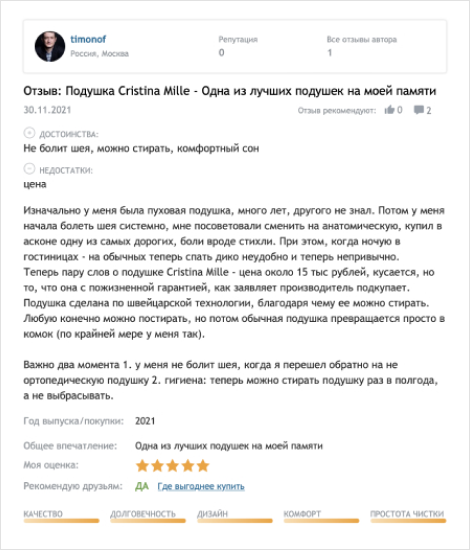 timonof
Россия, Москва
Репутация
0
Все отзывы автора
1
Отзыв: Подушка Cristina Mille - Одна из лучших подушек на моей памяти
30.11.2021
Отзыв рекомендуют: 0 2
ДОСТОИНСТВА:
Не болит шея, можно стирать, комфортный сон
НЕДОСТАТКИ:
цена
Изначально у меня была пуховая подушка, много лет, другого не знал. Потом у меня
начала болеть шея системно, мне посоветовали сменить на анатомическую, купил в
асконе одну из самых дорогих, боли вроде стихли. При этом, когда ночую в
гостиницах - на обычных теперь спать дико неудобно и теперь непривычно.
Теперь пару слов о подушке Cristina Mille - цена около 15 тыс рублей, кусается, но
то, что она с пожизненной гарантией, как заявляет производитель подкупает.
Подушка сделана по швейцарской технологии, благодаря чему ее можно стирать.
Любую конечно можно постирать, но потом обычная подушка превращается просто в
комок (по крайней мере у меня так).
Важно два момента 1. у меня не болит шея, когда я перешел обратно на не
ортопедическую подушку 2. гигиена: теперь можно стирать подушку раз в полгода,
а не выбрасывать.
Год выпуска/покупки: 2021
Общее впечатление: Одна из лучших подушек на моей памяти
Моя оценка:
Рекомендую друзьям: ДА Где выгоднее купить
КАЧЕСТВО ДОЛГОВЕЧНОСТЬ ДИЗАЙН КОМФОРТ ПРОСТОТА ЧИСТКИ